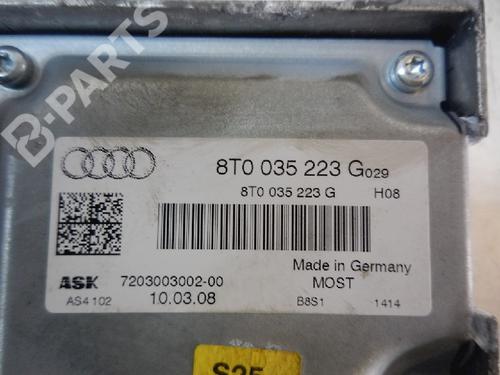 B-PARTS
8T0 035 223 G029
8T0 035 223 G H08
Made in Germany
ASK 7203003002-00 MOST
AS4 102 10.03.08 B8S1 1414
S25